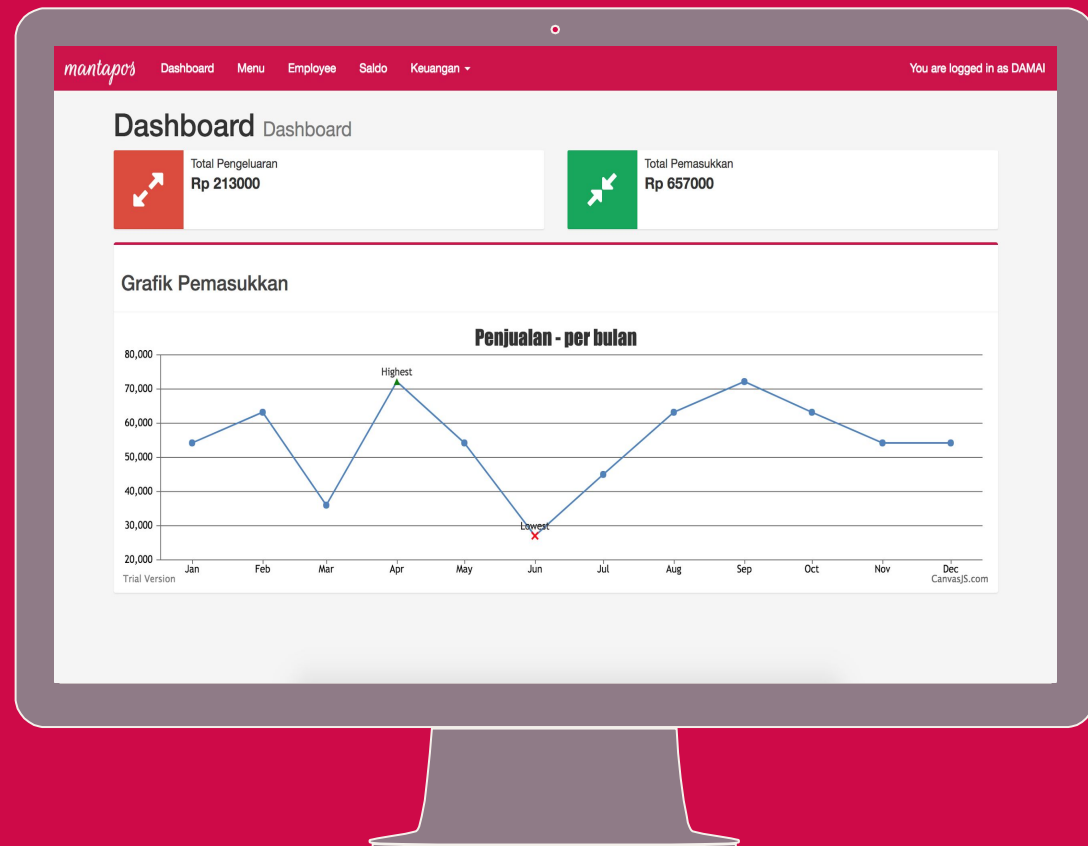 mantapos Dashboard Menu Employee Saldo Keuangan You are logged in as DAMAI
Dashboard Dashboard
Total Pengeluaran
Rp 213000
Total Pemasukkan
Rp 657000
Grafik Pemasukkan
Penjualan - per bulan
80,000
70,000
60,000
50,000
40,000
30,000
20,000
Highest
Lowest
Jan Feb Mar Apr May Jun Jul Aug Sep Oct Nov Dec
Trial Version
CanvasJS.com